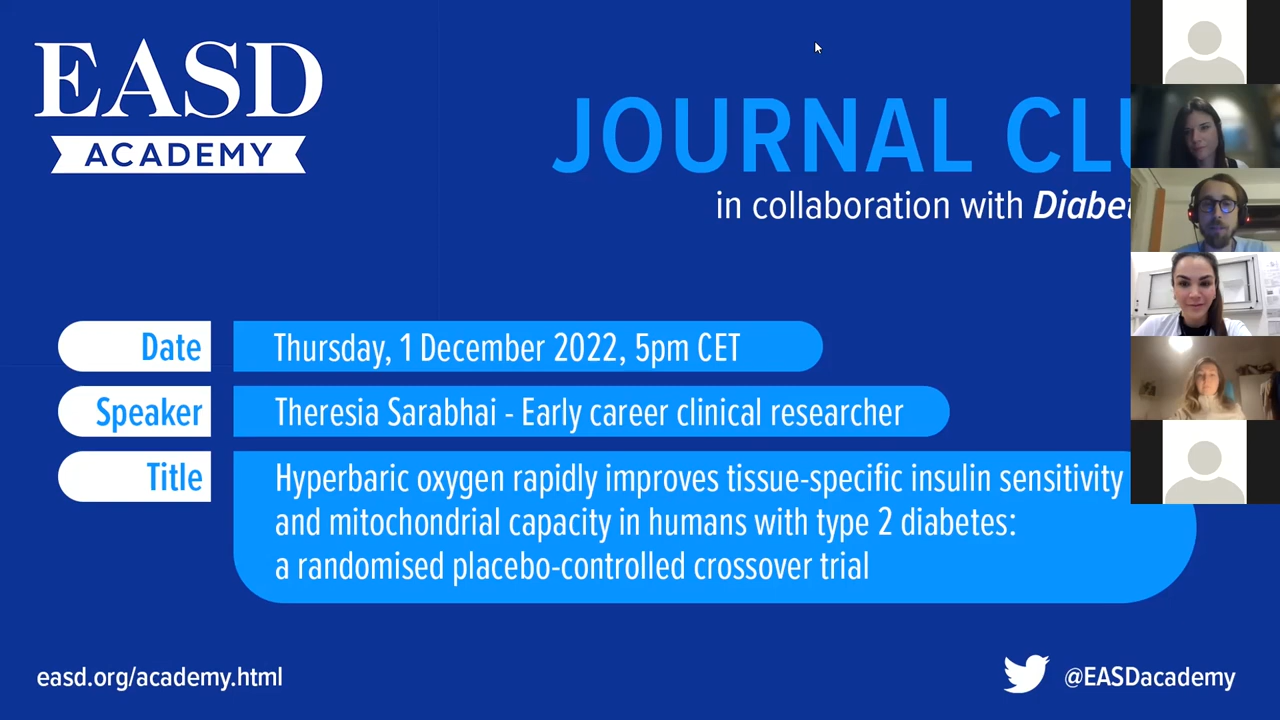 EASD
ACADEMY
JOURNAL CLU
in collaboration with Diabet
Date
Thursday, 1 December 2022, 5pm CET
Speaker
Theresia Sarabhai - Early career clinical researcher
Title
Hyperbaric oxygen rapidly improves tissue-specific insulin sensitivity
and mitochondrial capacity in humans with type 2 diabetes:
a randomised placebo-controlled crossover trial
easd.org/academy.html
@EASDacademy